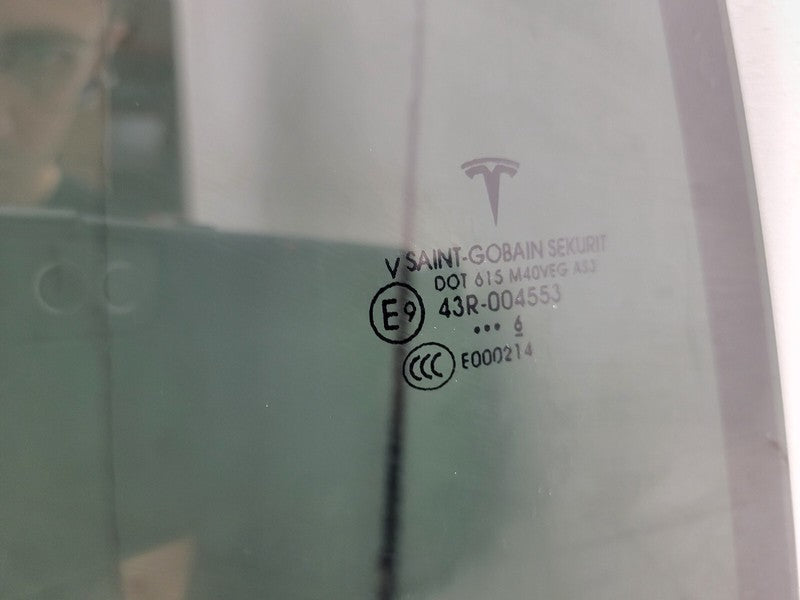 V SAINT-GOBAIN SEKURIT
DOT 615 M40VEG AS3
E9 43R-004553
••• 6
CCC E000214